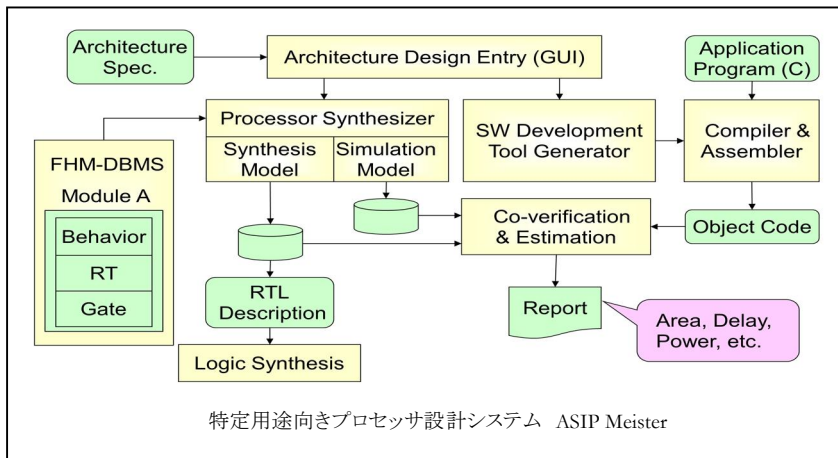 Architecture
Spec.
Architecture Design Entry (GUI)
Application
Program (C)
Processor Synthesizer
Synthesis
Model
Simulation
Model
SW Development
Tool Generator
Compiler &
Assembler
FHM-DBMS
Module A
Behavior
RT
Gate
Co-verification
& Estimation
Object Code
RTL
Description
Report
Area, Delay,
Power, etc.
Logic Synthesis
特定用途向きプロセッサ設計システム ASIP Meister